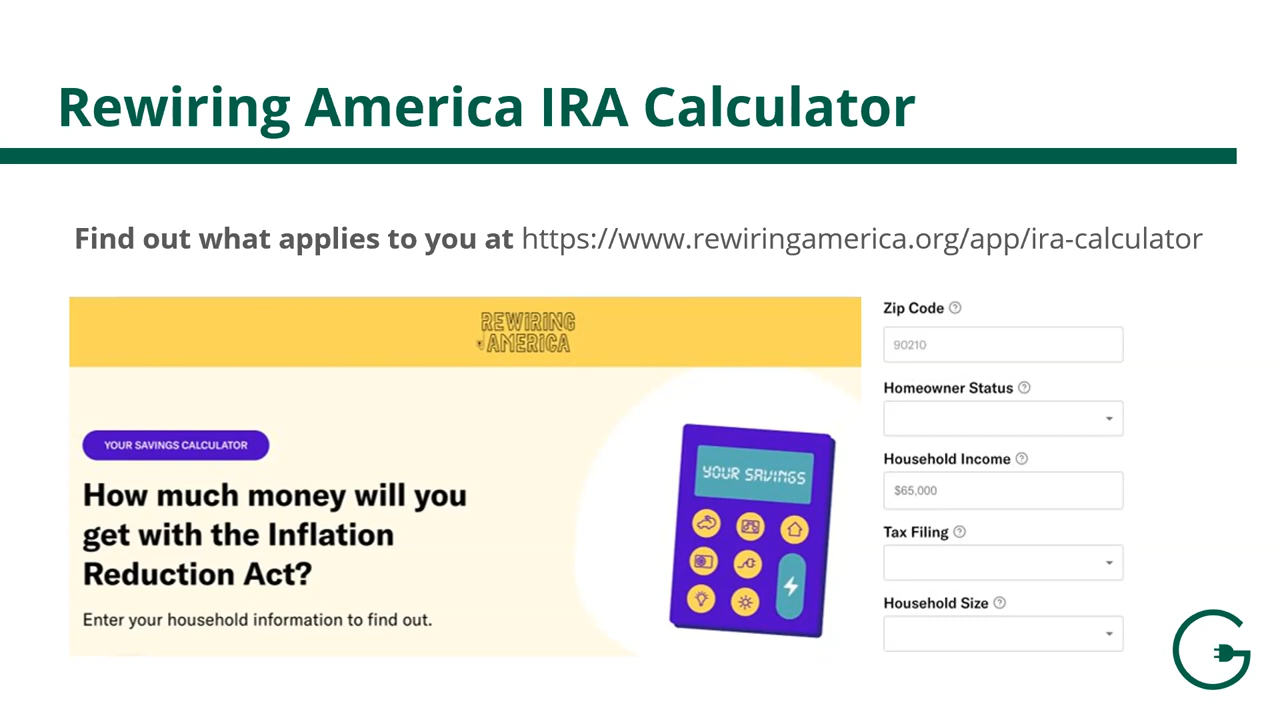 Rewiring America IRA Calculator
Find out what applies to you at https://www.rewiringamerica.org/app/ira-calculator
REWIRING
AMERICA
YOUR SAVINGS CALCULATOR
How much money will you
get with the Inflation
Reduction Act?
Enter your household information to find out.
YOUR SAVINGS
Zip Code
90210
Homeowner Status
Household Income
$65,000
Tax Filing
Household Size